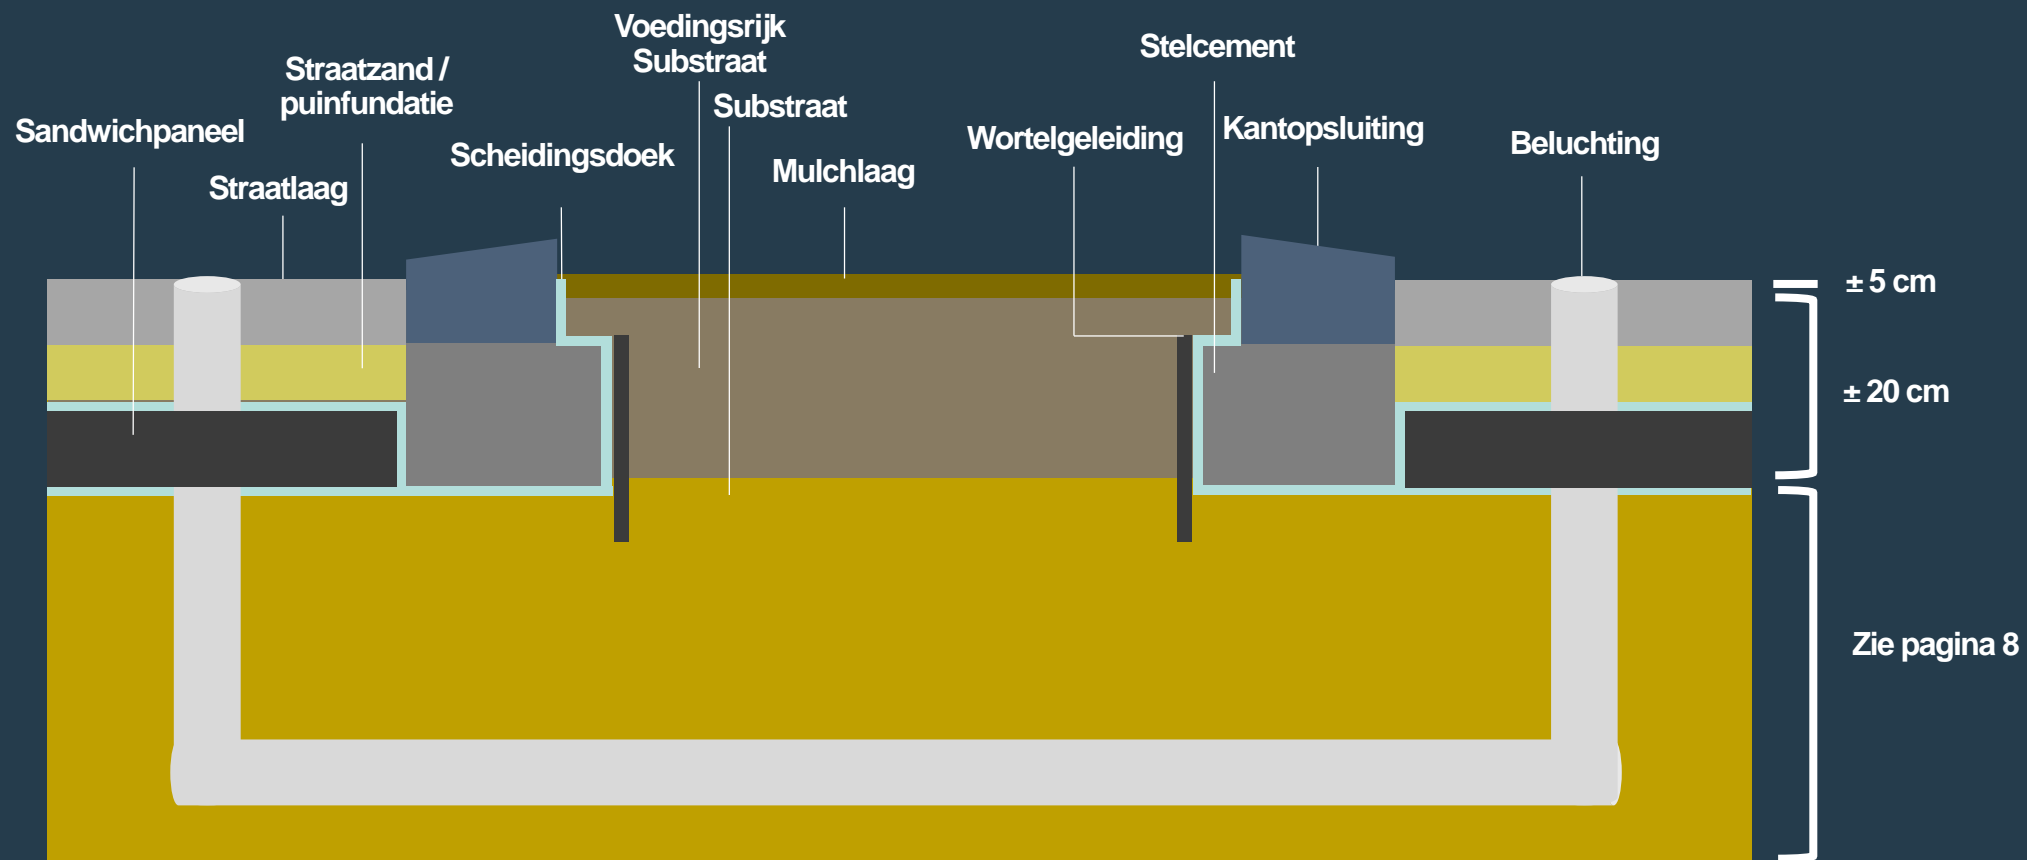 Voedingsrijk
Substraat
Stelcement
Straatzand /
puinfundatie
Substraat
Sandwichpaneel
Kantopsluiting
Wortelgeleiding
Beluchting
Scheidingsdoek
Mulchlaag
Straatlaag
± 5 cm
± 20 cm
Zie pagina 8